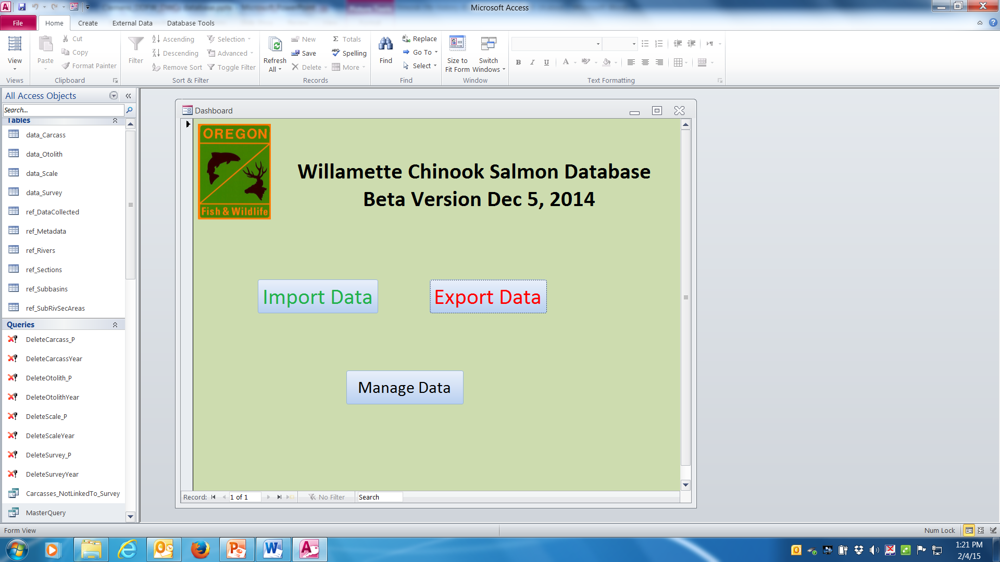 Microsoft Access
File
Home
Create
External Data
Database Tools
View
Views
Paste
Cut
Copy
Format Painter
Clipboard
Filter
Ascending
Descending
Remove Sort
Selection
Advanced
Toggle Filter
Sort & Filter
Refresh
All
New
Save
Delete
Totals
Spelling
More
Records
Find
Replace
Go To
Select
Find
Size to
Fit Form
Switch
Windows
Window
B I U A
Text Formatting
All Access Objects
Search...
Tables
data_Carcass
data_Otolith
data_Scale
data_Survey
ref_DataCollected
ref_Metadata
ref_Rivers
ref_Sections
ref_Subbasins
ref_SubRivSecAreas
Queries
DeleteCarcass_P
DeleteCarcassYear
DeleteOtolith_P
DeleteOtolithYear
DeleteScale_P
DeleteScaleYear
DeleteSurvey_P
DeleteSurveyYear
Carcasses_NotLinkedTo_Survey
MasterQuery
Dashboard
OREGON
Fish & Wildlife
Willamette Chinook Salmon Database
Beta Version Dec 5, 2014
Import Data
Export Data
Manage Data
Record:
1 of 1
No Filter
Search
Form View
Num Lock
1:21 PM
2/4/15